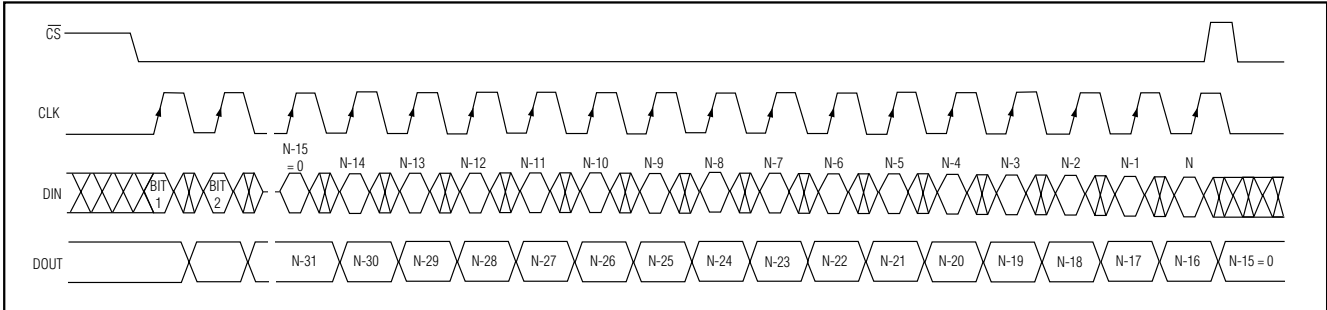 CS
CLK
N-15
= 0 N-14 N-13 N-12 N-11 N-10 N-9 N-8 N-7 N-6 N-5 N-4 N-3 N-2 N-1 N
DIN BIT 1 BIT 2
DOUT N-31 N-30 N-29 N-28 N-27 N-26 N-25 N-24 N-23 N-22 N-21 N-20 N-19 N-18 N-17 N-16 N-15 = 0